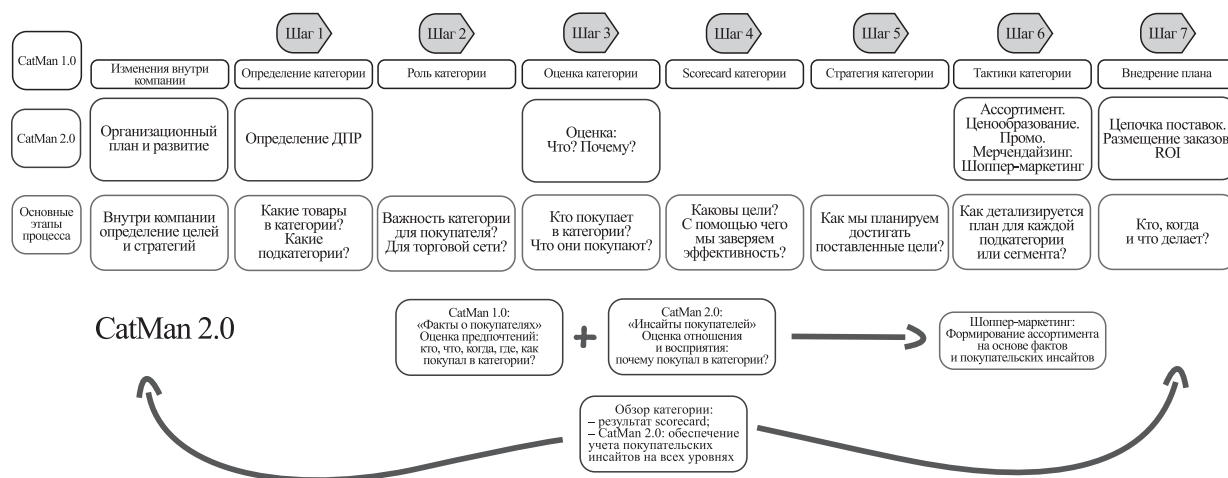 Шаг 1
Шаг 2
Шаг 3
Шаг 4
Шаг 5
Шаг 6
Шаг 7
CatMan 1.0
Изменения внутри
компании
Определение категории
Роль категории
Оценка категории
Scorecard категории
Стратегия категории
Тактики категории
Внедрение плана
CatMan 2.0
Организационный
план и развитие
Определение ДПР
Оценка:
Что? Почему?
Ассортимент.
Ценообразование.
Промо.
Мерчендайзинг.
Шоппер-маркетинг
Цепочка поставок.
Размещение заказов
ROI
Основные
этапы
процесса
Внутри компании
определение целей
и стратегий
Какие товары
в категории?
Какие
подкатегории?
Важность категории
для покупателя?
Для торговой сети?
Кто покупает
в категории?
Что они покупают?
Каковы цели?
С помощью чего
мы заверяем
эффективность?
Как мы планируем
достигать
поставленные цели?
Как детализируется
план для каждой
подкатегории
или сегмента?
Кто, когда
и что делает?
CatMan 2.0
CatMan 1.0:
«Факты о покупателях»
Оценка предпочтений:
кто, что, когда, где, как
покупал в категории?
+
CatMan 2.0:
«Инсайты покупателей»
Оценка отношения
и восприятия:
почему покупал в категории?
Шоппер-маркетинг:
Формирование ассортимента
на основе фактов
и покупательских инсайтов
Обзор категории:
– результат scorecard;
– CatMan 2.0: обеспечение
учета покупательских
инсайтов на всех уровнях